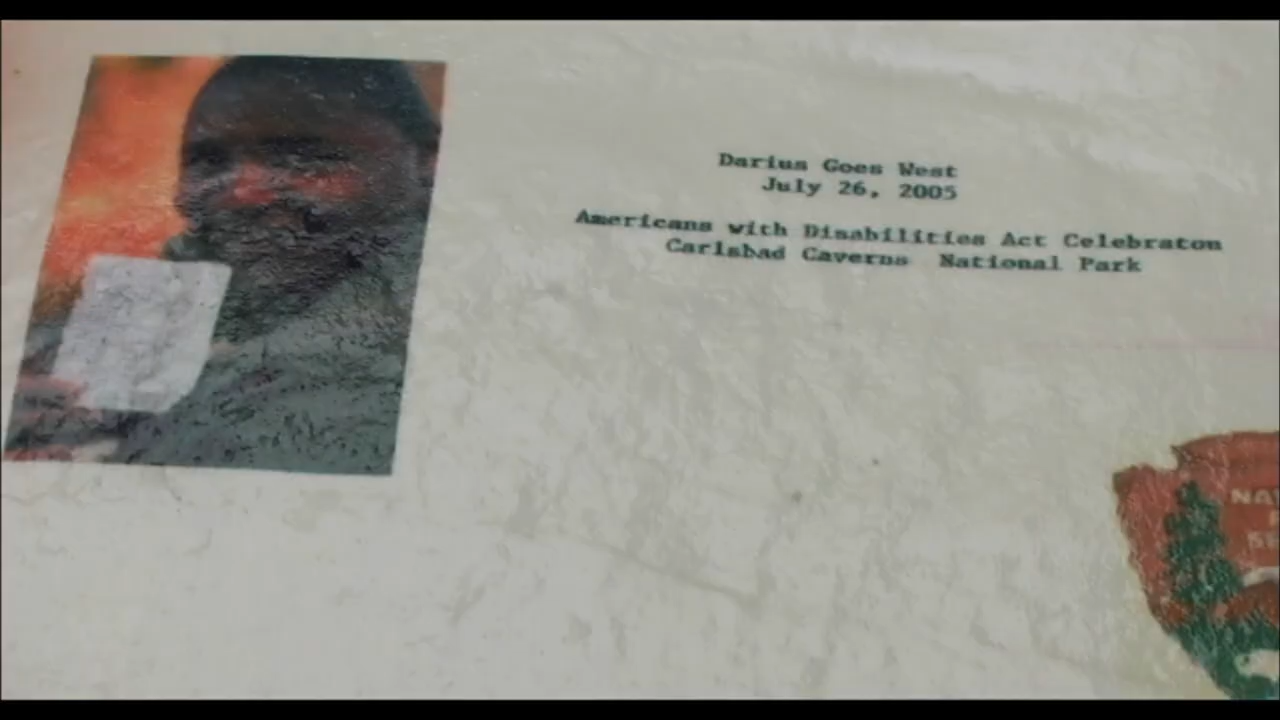 Darius Goes West
July 26, 2005
Americans with Disabilities Act Celebraton
Carlsbad Caverns National Park